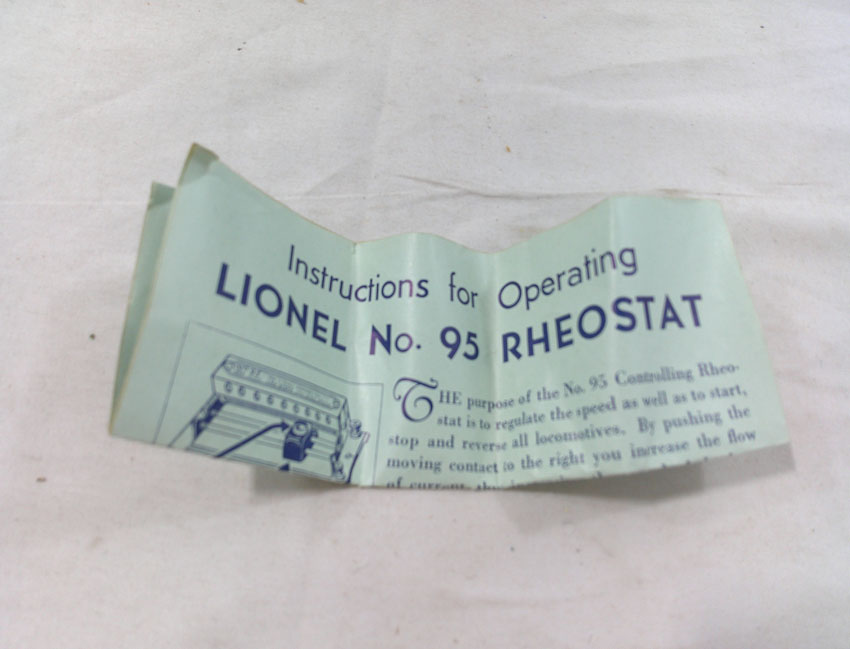 Instructions for Operating
LIONEL No. 95 RHEOSTAT
THE purpose of the No. 95 Controlling Rheo-
stat is to regulate the speed as well as to start,
stop and reverse all locomotives. By pushing the
moving contact to the right you increase the flow
of current